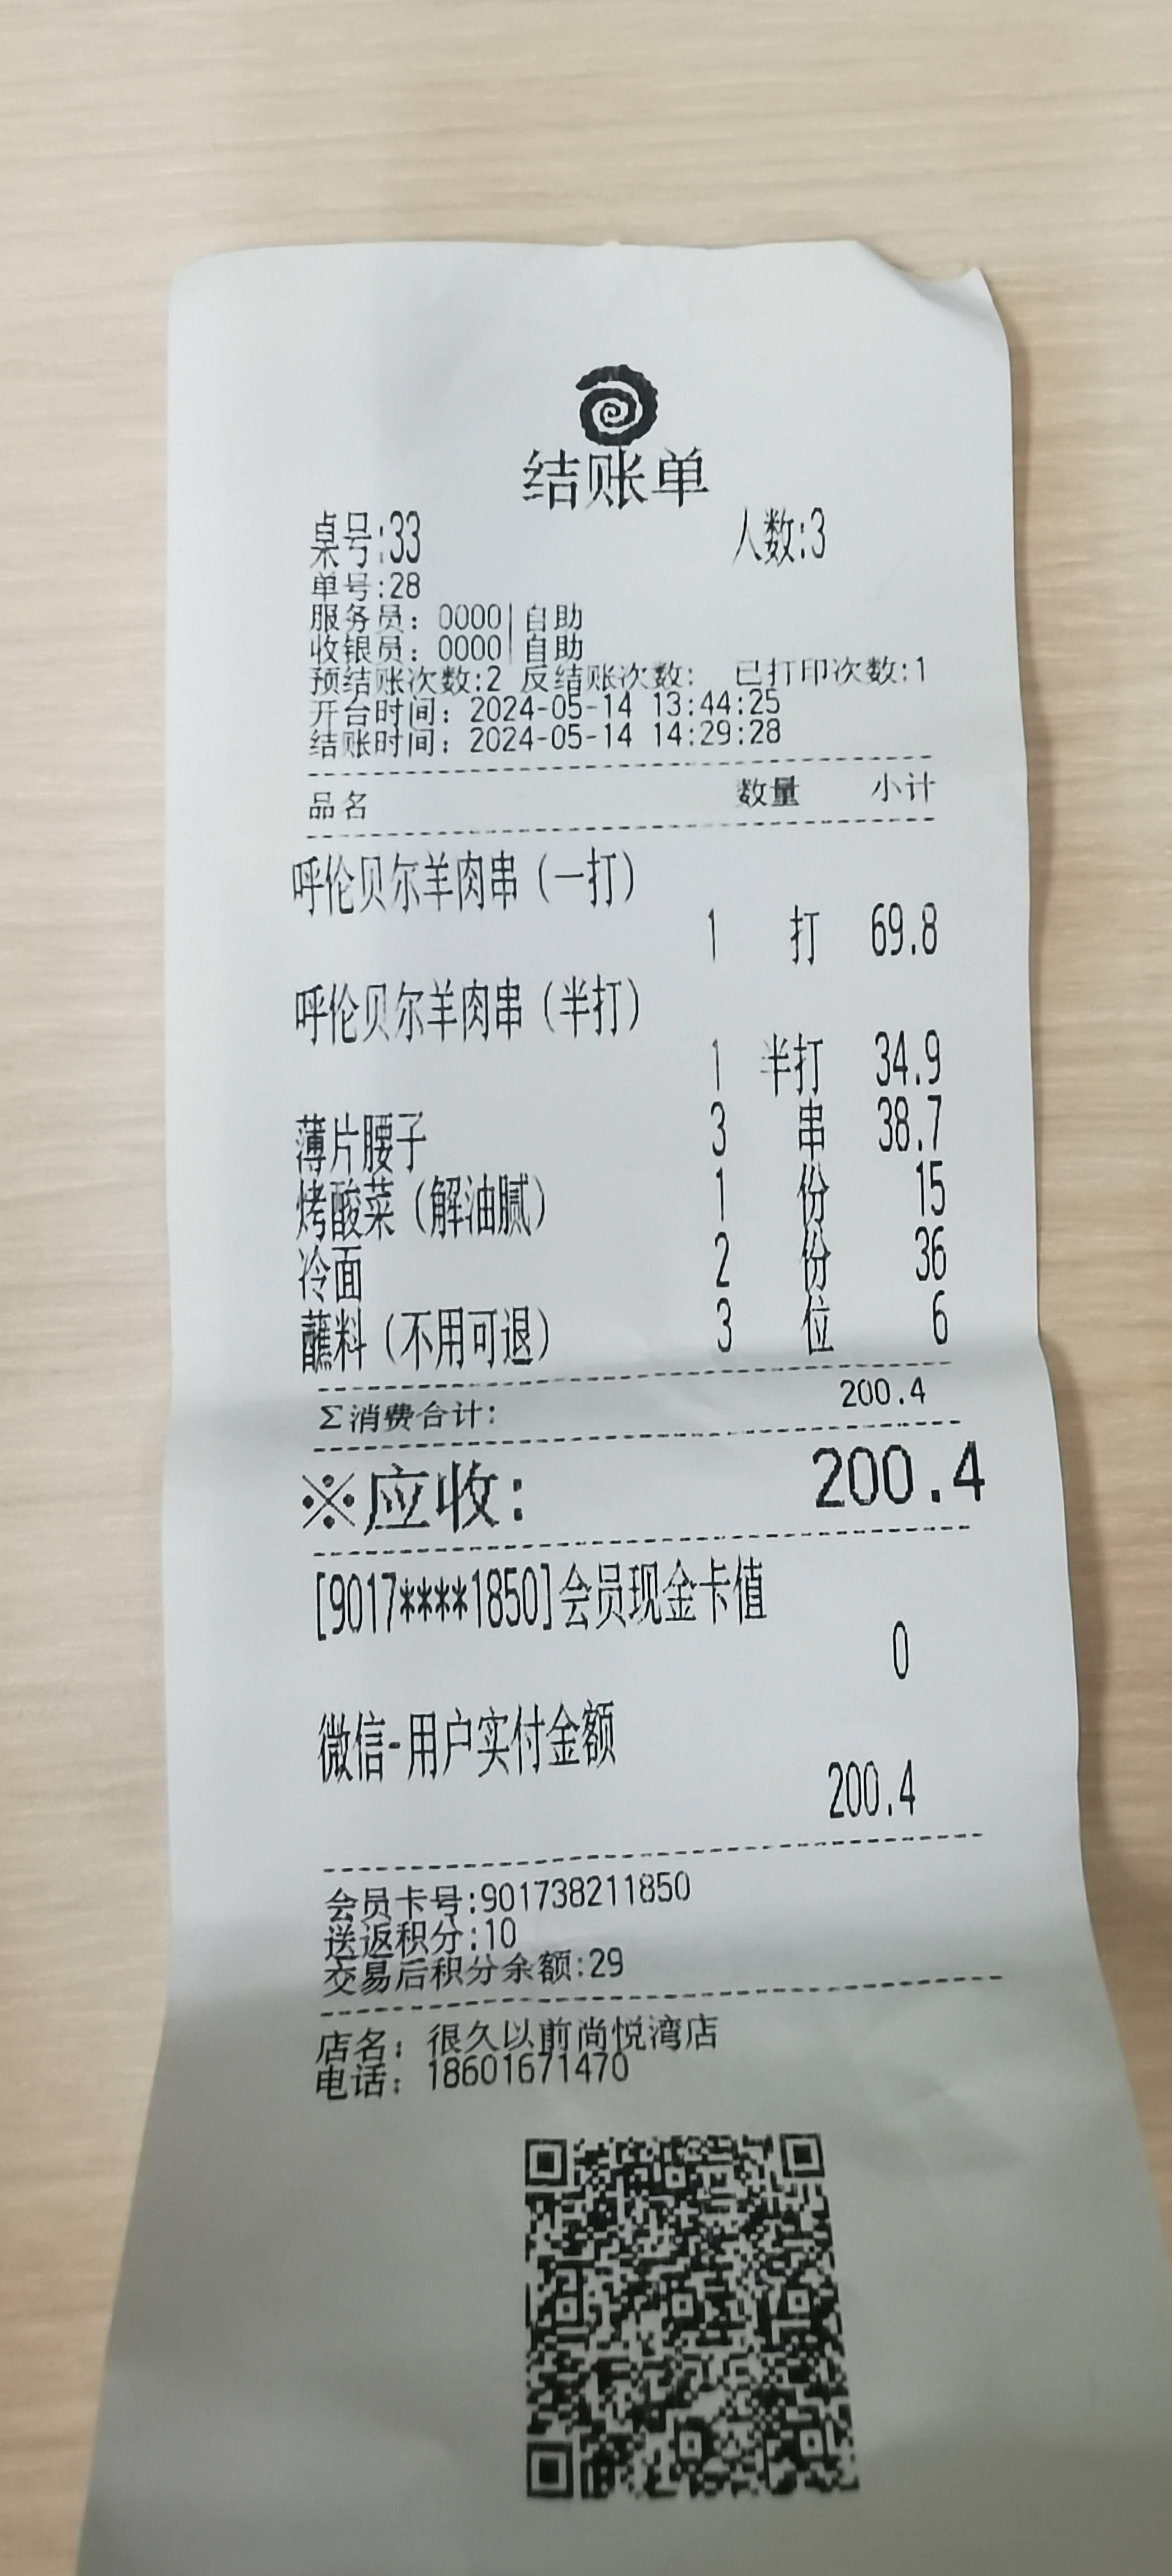 结账单
桌号:33 人数:3
单号:28
服务员: 0000|自助
收银员: 0000|自助
预结账次数:2 反结账次数: 已打印次数:1
开台时间: 2024-05-14 13:44:25
结账时间: 2024-05-14 14:29:28
品名 数量 小计
呼伦贝尔羊肉串(一打)
1 打 69.8
呼伦贝尔羊肉串(半打)
1 半打 34.9
薄片腰子 3 串 38.7
烤酸菜(解油腻) 1 份 15
冷面 2 份 36
蘸料(不用可退) 3 位 6
Σ消费合计: 200.4
※应收: 200.4
[9017****1850]会员现金卡值
0
微信-用户实付金额
200.4
会员卡号:901738211850
送返积分:10
交易后积分余额:29
店名: 很久以前尚悦湾店
电话: 18601671470